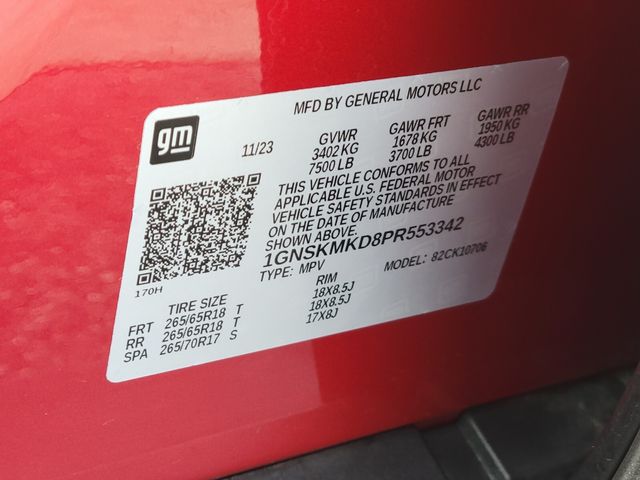 MFD BY GENERAL MOTORS LLC
gm
11/23 GVWR GAWR FRT GAWR RR
3402 KG 1678 KG 1950 KG
7500 LB 3700 LB 4300 LB
THIS VEHICLE CONFORMS TO ALL
APPLICABLE U.S. FEDERAL MOTOR
VEHICLE SAFETY STANDARDS IN EFFECT
ON THE DATE OF MANUFACTURE
SHOWN ABOVE.
1GNSKMKD8PR553342
TYPE: MPV MODEL: 82CK10706
170H
TIRE SIZE RIM
FRT 265/65R18 T 18X8.5J
RR 265/65R18 T 18X8.5J
SPA 265/70R17 S 17X8J